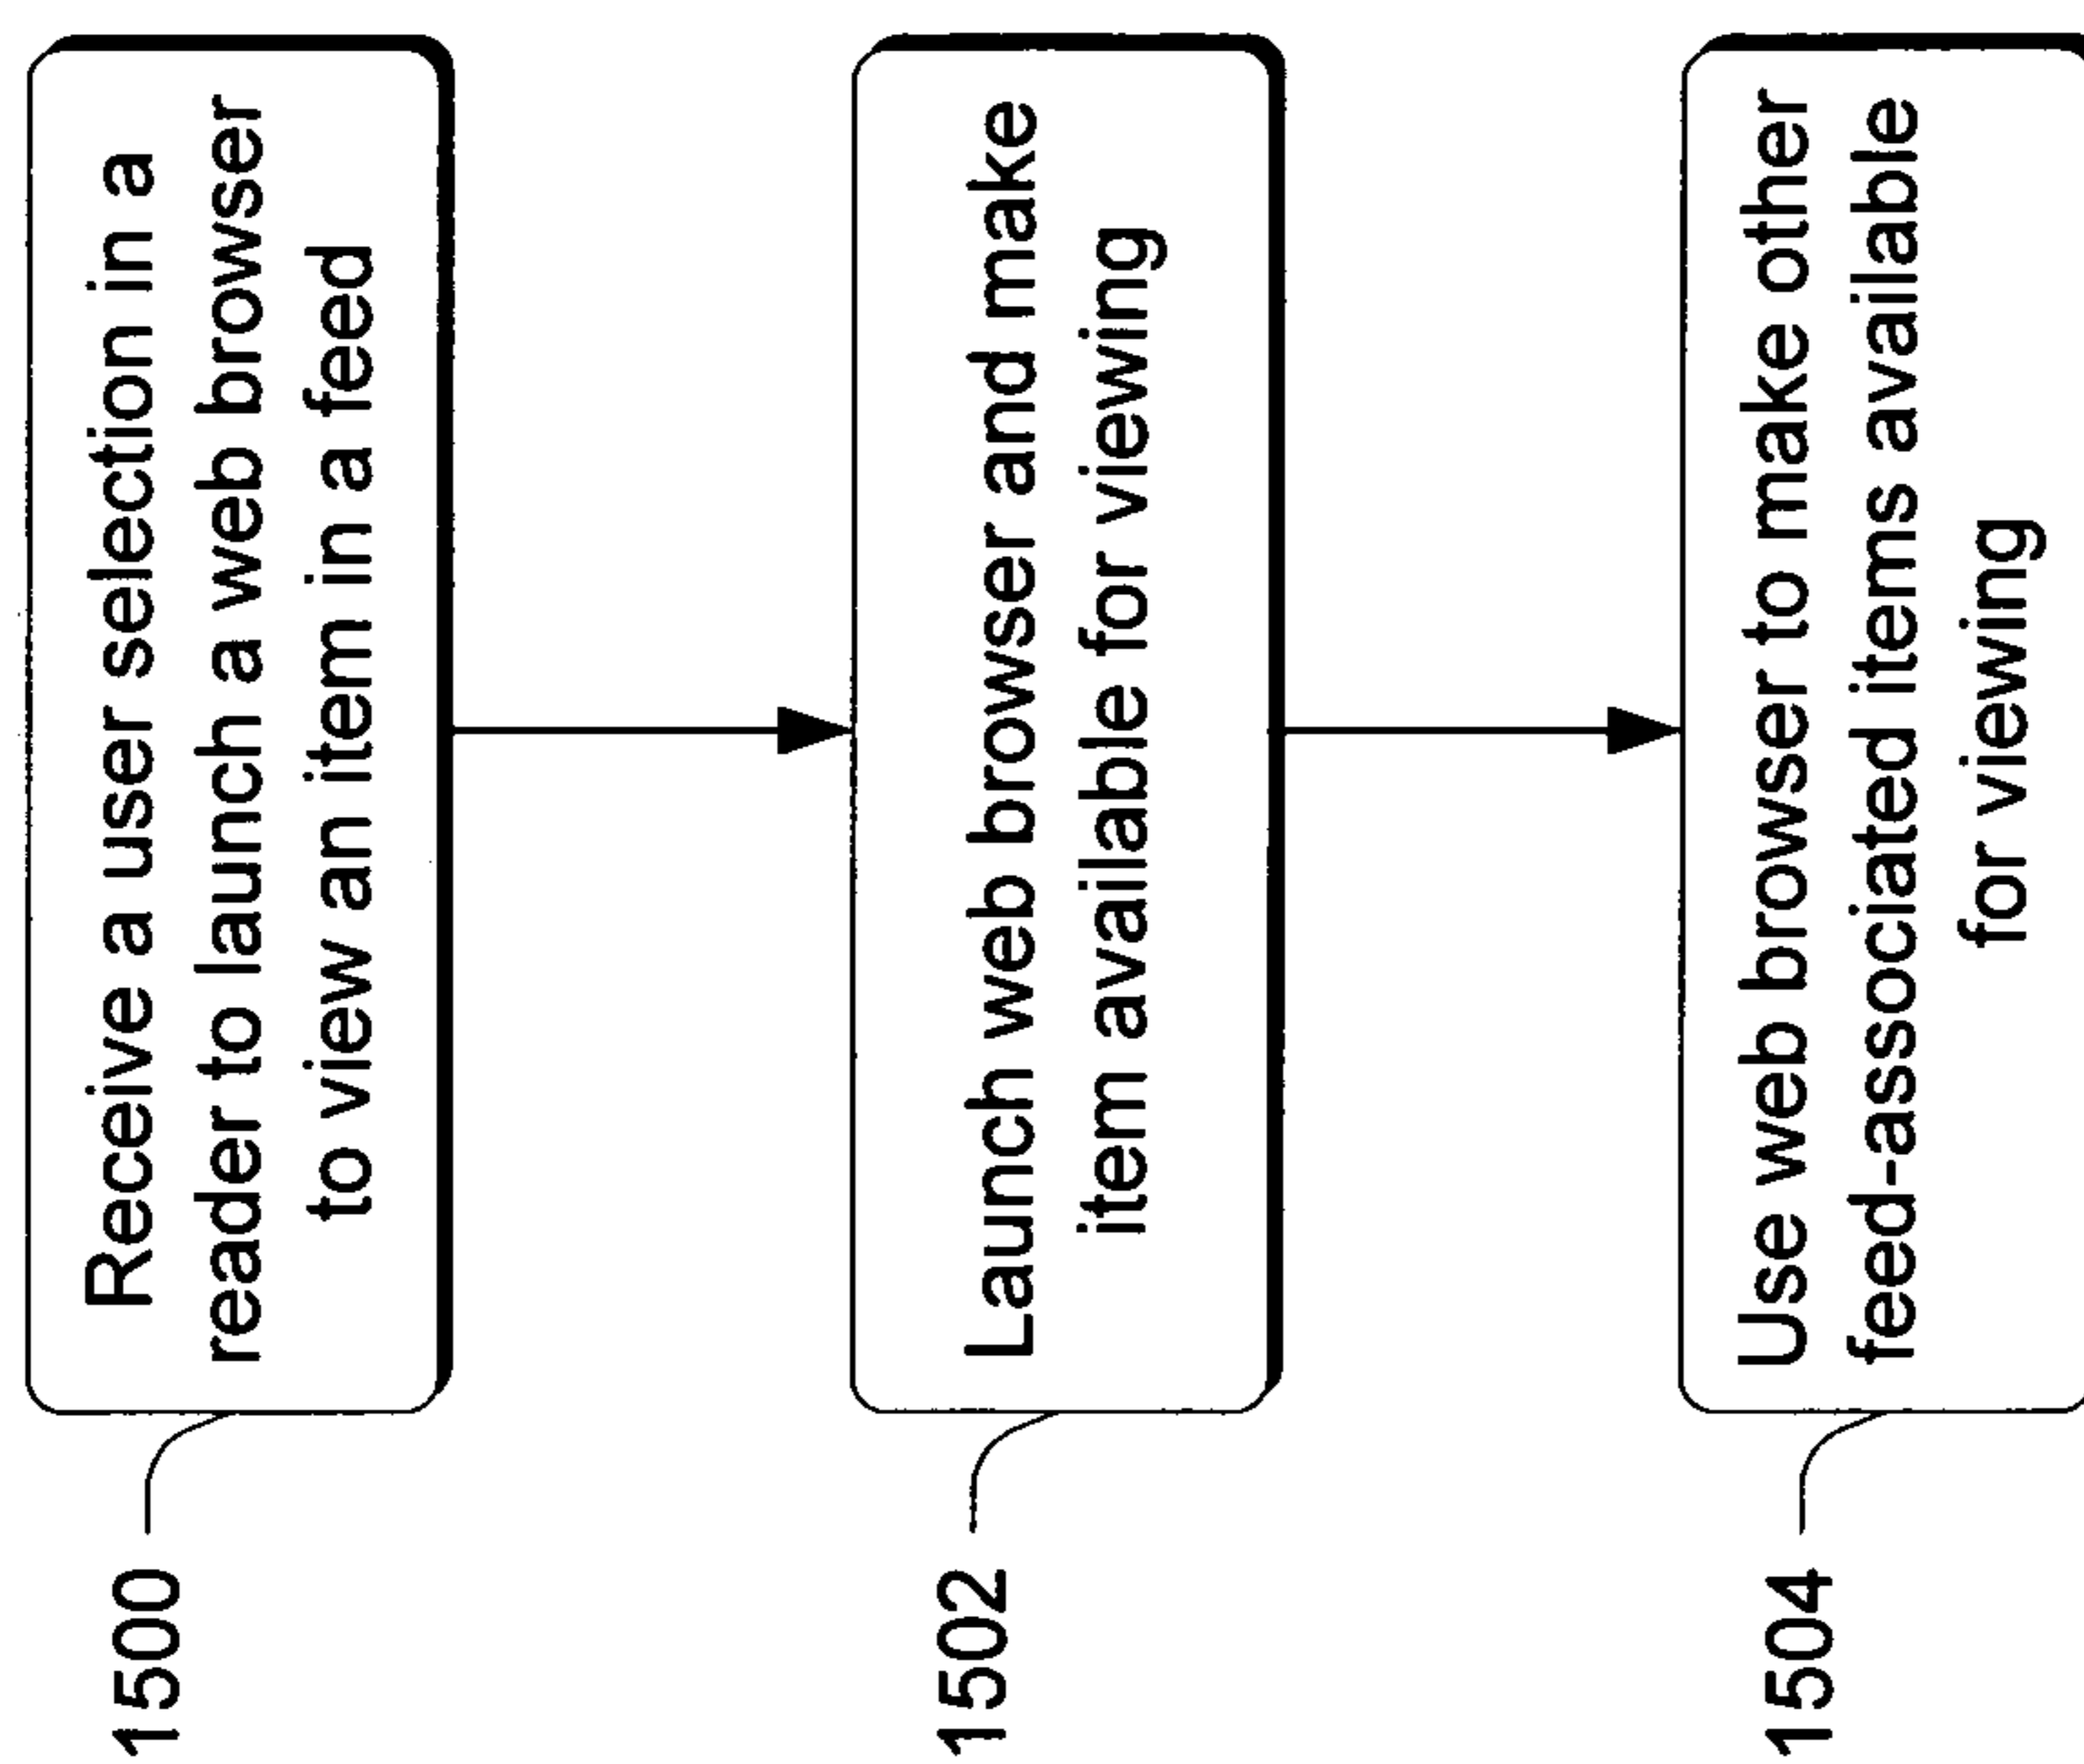 1500
Receive a user selection in a
reader to launch a web browser
to view an item in a feed
1502
Launch web browser and make
item available for viewing
1504
Use web browser to make other
feed-associated items available
for viewing